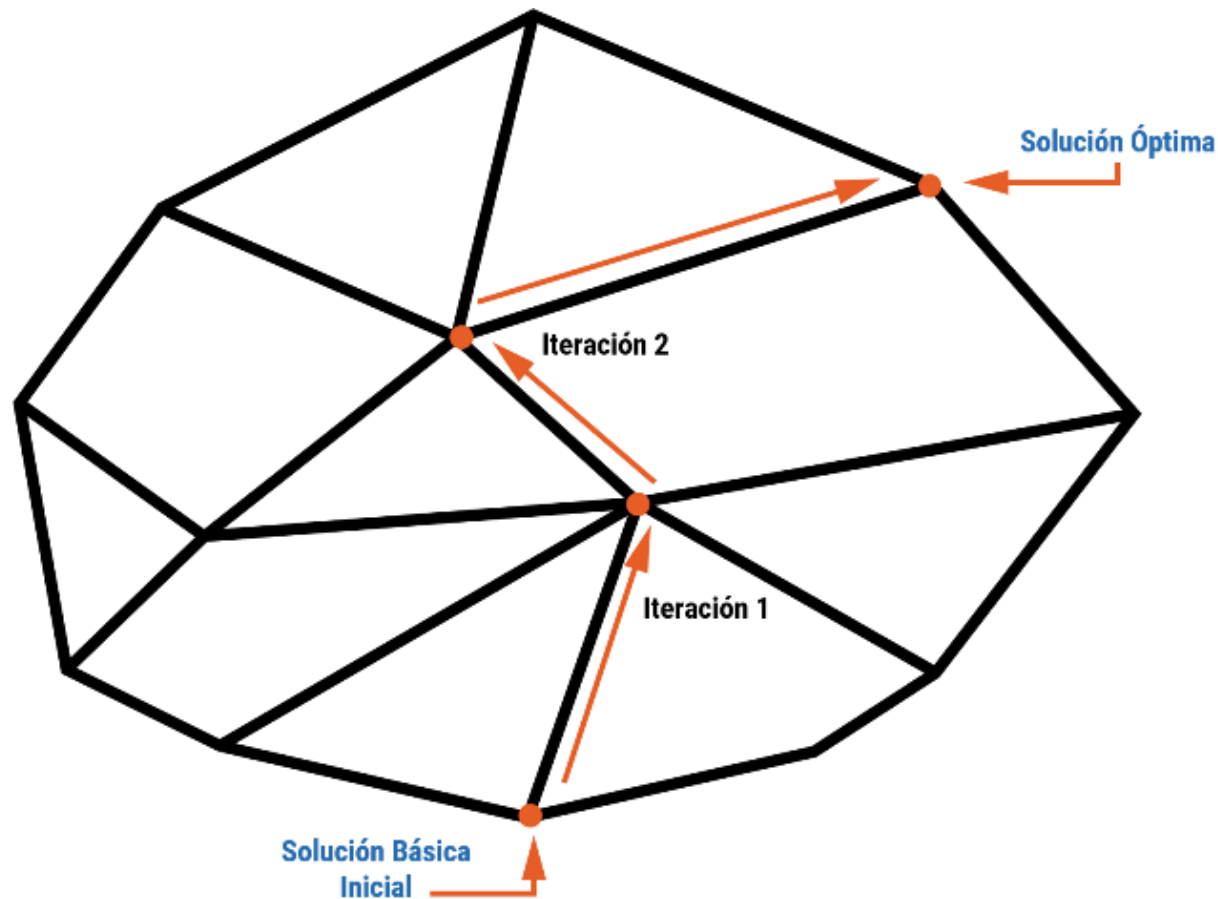 Solución Óptima
Iteración 2
Iteración 1
Solución Básica
Inicial